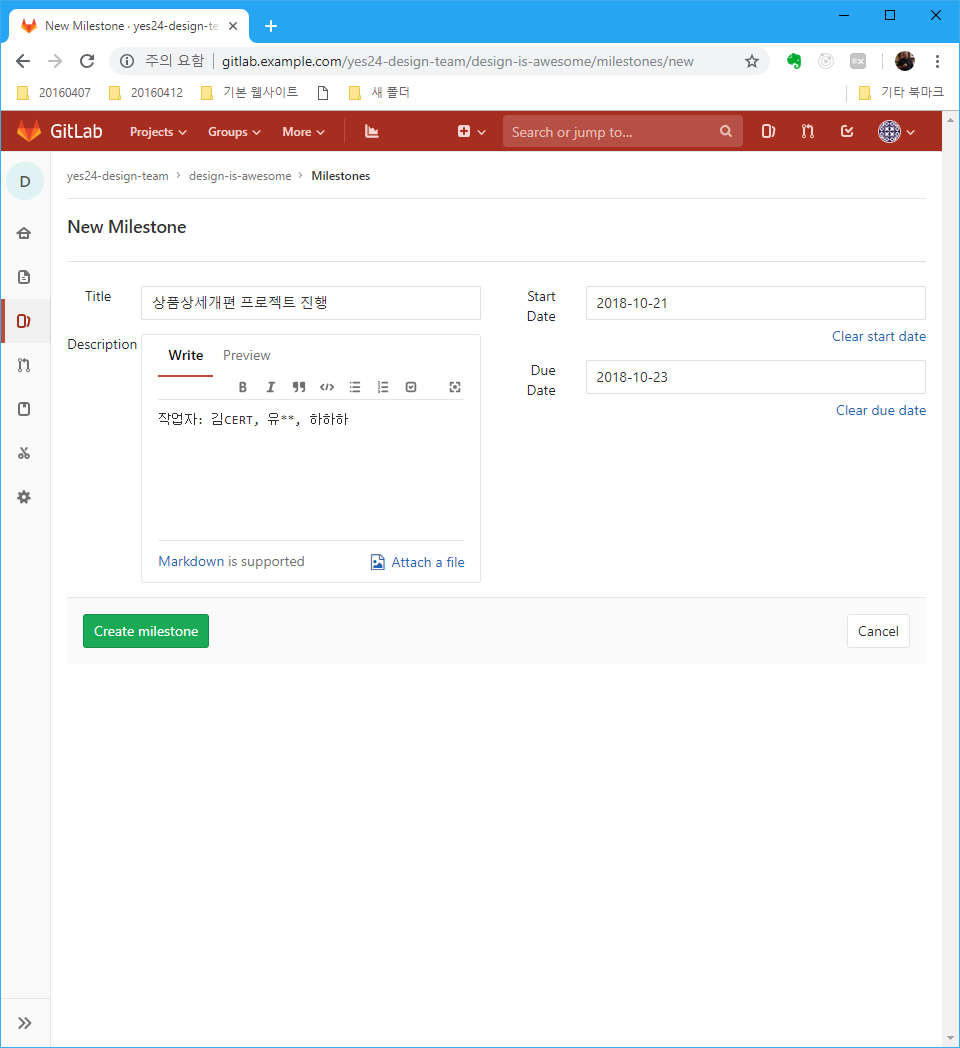 New Milestone · yes24-design-te
주의 요함 gitlab.example.com/yes24-design-team/design-is-awesome/milestones/new
20160407 20160412 기본 웹사이트 새 폴더 기타 북마크
GitLab Projects Groups More Search or jump to...
D
yes24-design-team › design-is-awesome › Milestones
New Milestone
Title 상품상세개편 프로젝트 진행
Start Date 2018-10-21
Clear start date
Description
Write Preview
작업자: 김CERT, 유**, 하하하
Markdown is supported
Attach a file
Due Date 2018-10-23
Clear due date
Create milestone
Cancel